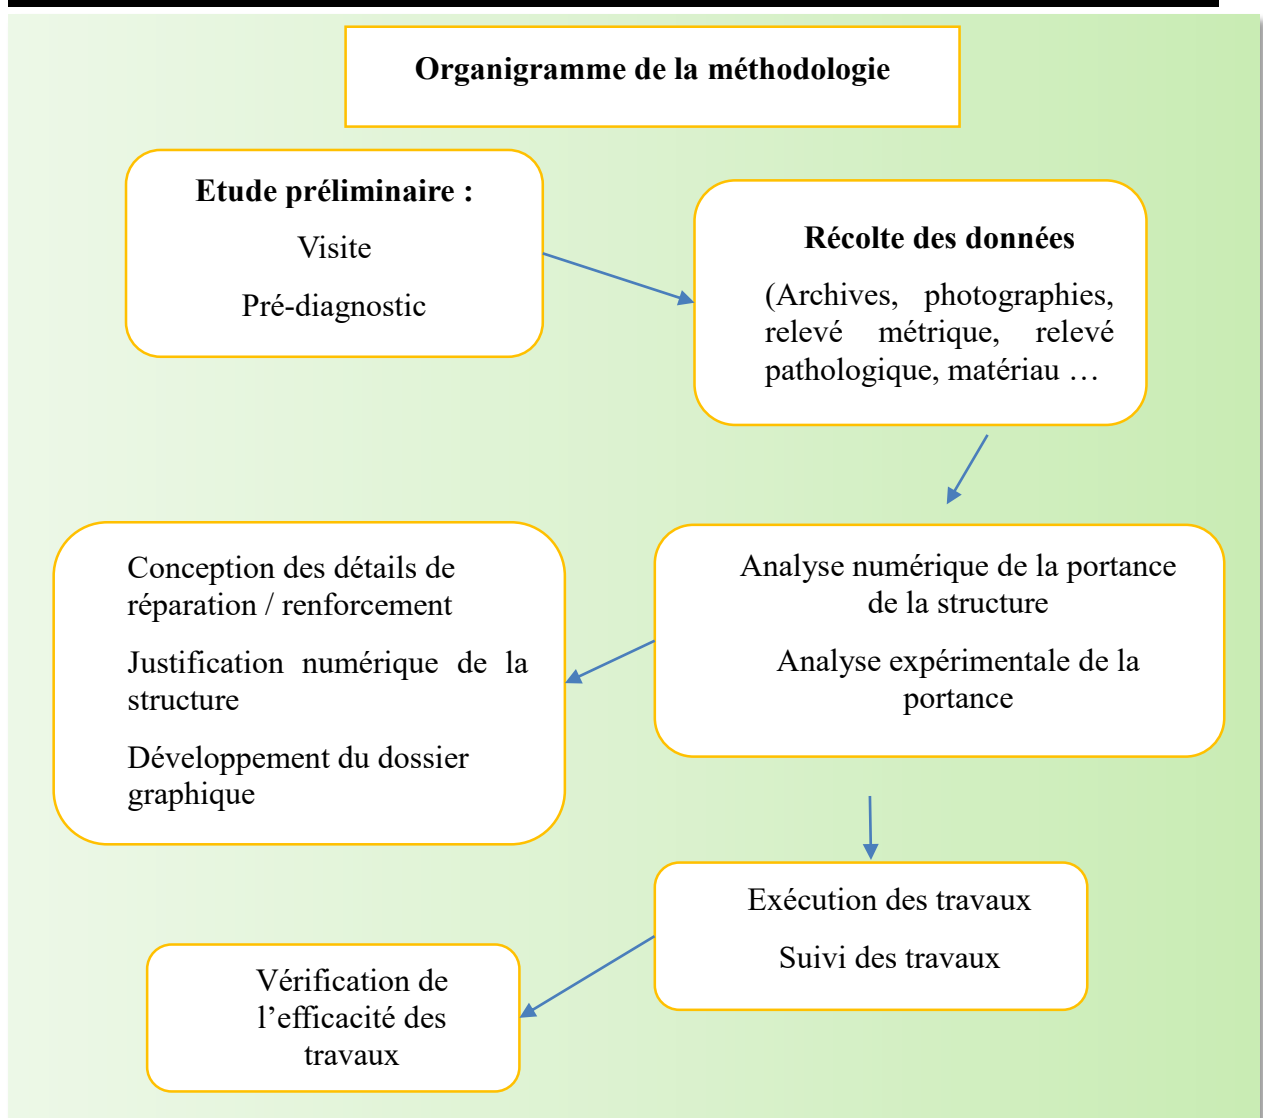 Organigramme de la méthodologie
Etude préliminaire :
Visite
Pré-diagnostic
Récolte des données
(Archives, photographies,
relevé métrique, relevé
pathologique, matériau …
Analyse numérique de la portance
de la structure
Analyse expérimentale de la
portance
Conception des détails de
réparation / renforcement
Justification numérique de la
structure
Développement du dossier
graphique
Exécution des travaux
Suivi des travaux
Vérification de
l’efficacité des
travaux